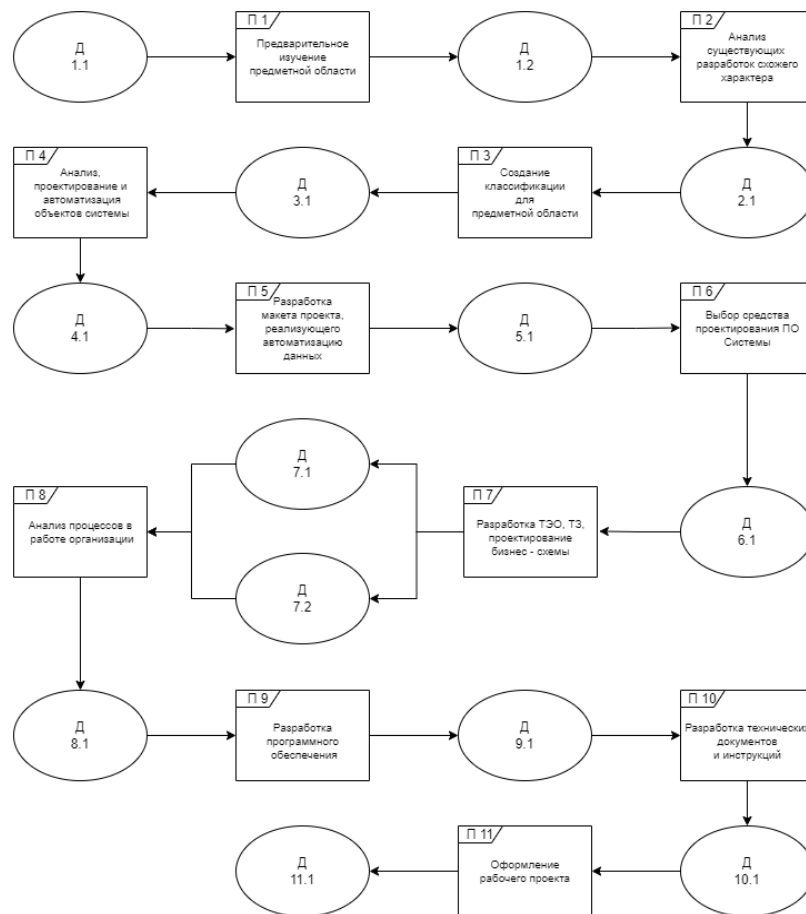 Д
1.1
П 1
Предварительное
изучение
предметной области
Д
1.2
П 2
Анализ
существующих
разработок схожего
характера
П 4
Анализ,
проектирование и
автоматизация
объектов системы
Д
3.1
П 3
Создание
классификации
для
предметной области
Д
2.1
Д
4.1
П 5
Разработка
макета проекта,
реализующего
автоматизацию
данных
Д
5.1
П 6
Выбор средства
проектирования ПО
Системы
Д
7.1
П 8
Анализ процессов в
работе организации
П 7
Разработка ТЭО, ТЗ,
проектирование
бизнес - схемы
Д
6.1
Д
7.2
Д
8.1
П 9
Разработка
программного
обеспечения
Д
9.1
П 10
Разработка технических
документов
и инструкций
Д
11.1
П 11
Оформление
рабочего проекта
Д
10.1